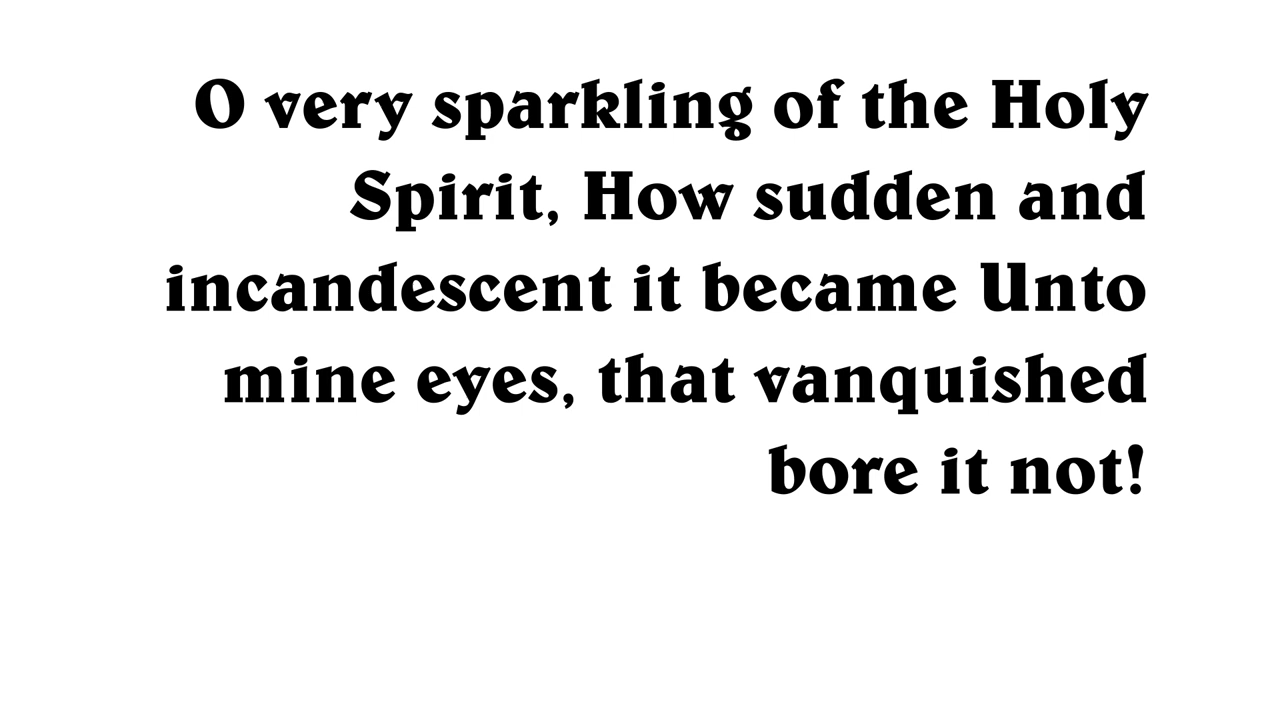 O very sparkling of the Holy
Spirit, How sudden and
incandescent it became Unto
mine eyes, that vanquished
bore it not!